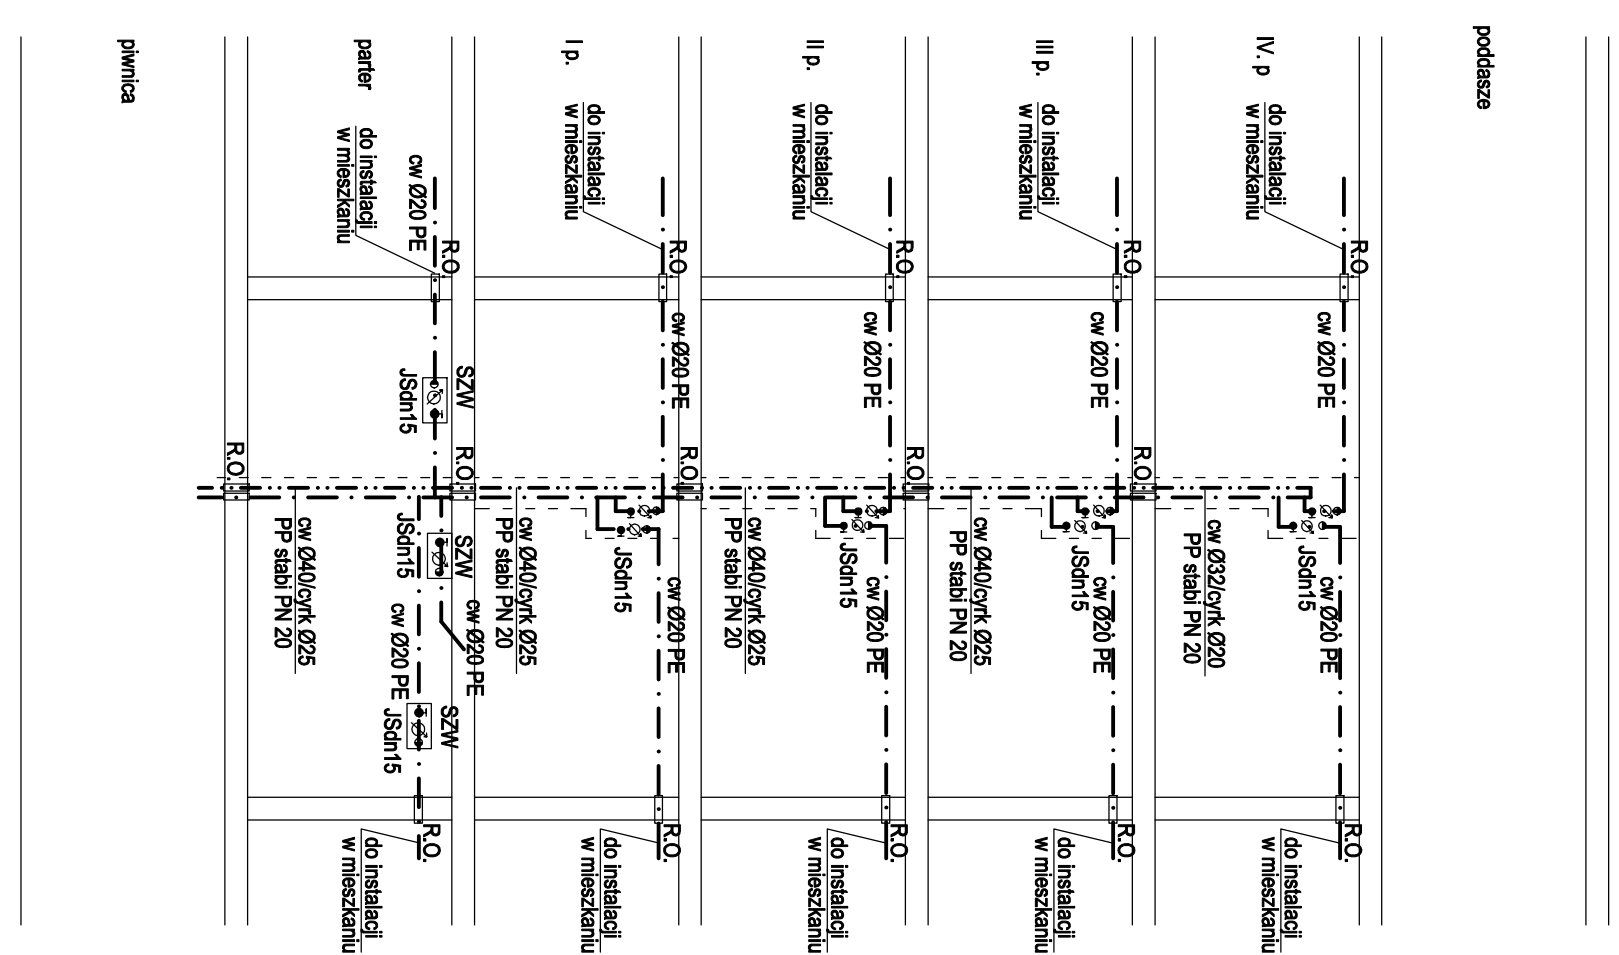 poddasze
IV. p
do instalacji
w mieszkaniu
R.O.
cw Ø20 PE
R.O.
JSdn15
cw Ø20 PE
cw Ø32/cyrk Ø20
PP stabi PN 20
R.O.
do instalacji
w mieszkaniu
III p.
do instalacji
w mieszkaniu
R.O.
cw Ø20 PE
R.O.
JSdn15
cw Ø20 PE
cw Ø40/cyrk Ø25
PP stabi PN 20
R.O.
do instalacji
w mieszkaniu
II p.
do instalacji
w mieszkaniu
R.O.
cw Ø20 PE
R.O.
JSdn15
cw Ø20 PE
cw Ø40/cyrk Ø25
PP stabi PN 20
R.O.
do instalacji
w mieszkaniu
I p.
do instalacji
w mieszkaniu
R.O.
cw Ø20 PE
R.O.
JSdn15
cw Ø20 PE
cw Ø40/cyrk Ø25
PP stabi PN 20
R.O.
do instalacji
w mieszkaniu
parter
do instalacji
w mieszkaniu
cw Ø20 PE
R.O.
SZW
JSdn15
SZW
JSdn15
cw Ø20 PE
cw Ø20 PE
SZW
JSdn15
cw Ø40/cyrk Ø25
PP stabi PN 20
R.O.
R.O.
do instalacji
w mieszkaniu
piwnica